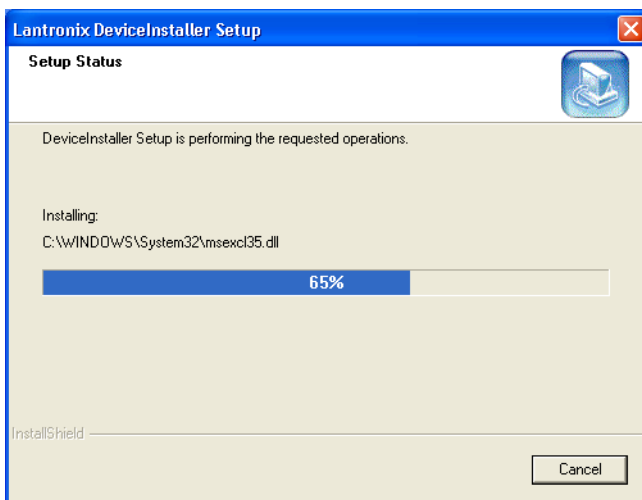 Lantronix DeviceInstaller Setup
Setup Status
DeviceInstaller Setup is performing the requested operations.
Installing:
C:\WINDOWS\System32\msexcl35.dll
65%
InstallShield
Cancel